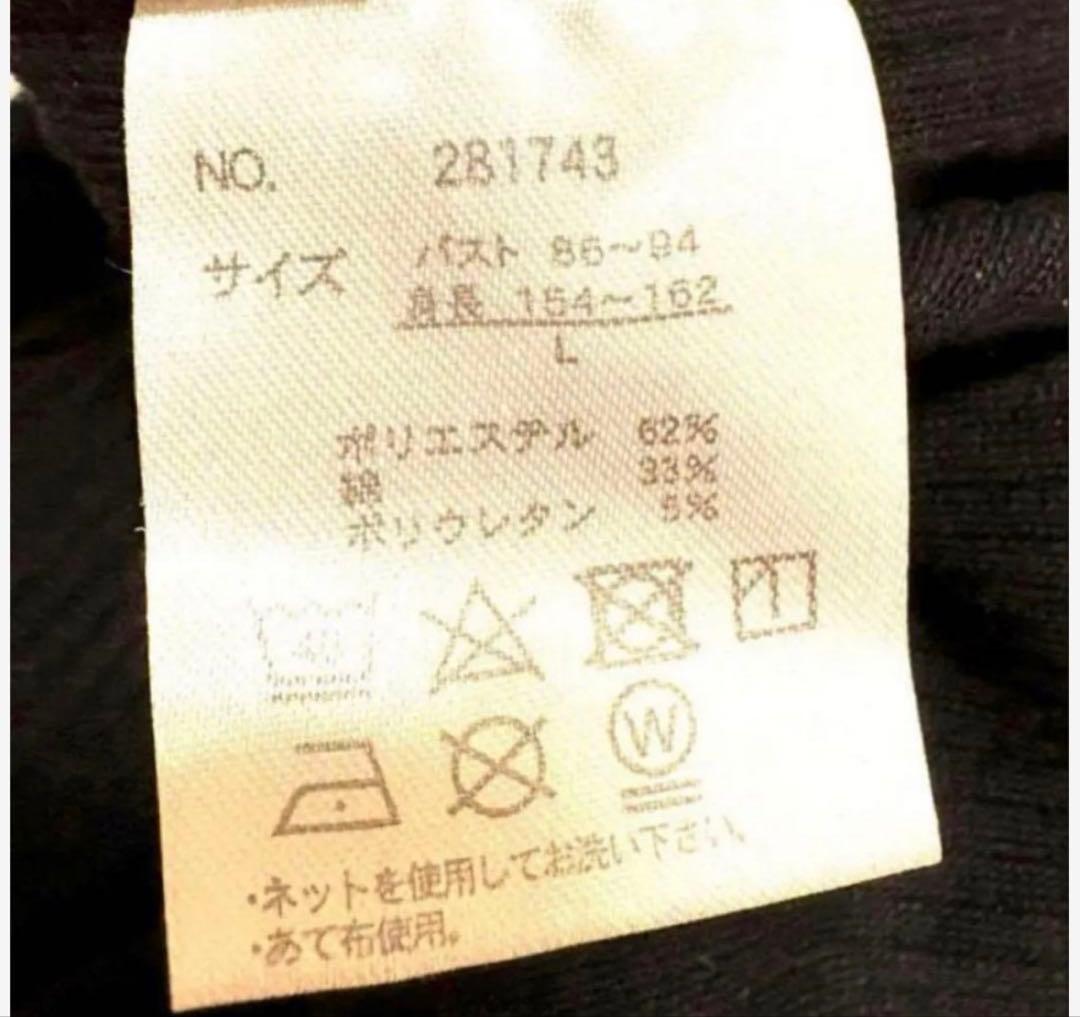 NO. 281743
サイズ バスト 86～94
身長 154～162
L
ポリエステル 62%
綿 33%
ポリウレタン 5%
40
W
・ネットを使用してお洗い下さい。
・あて布使用。